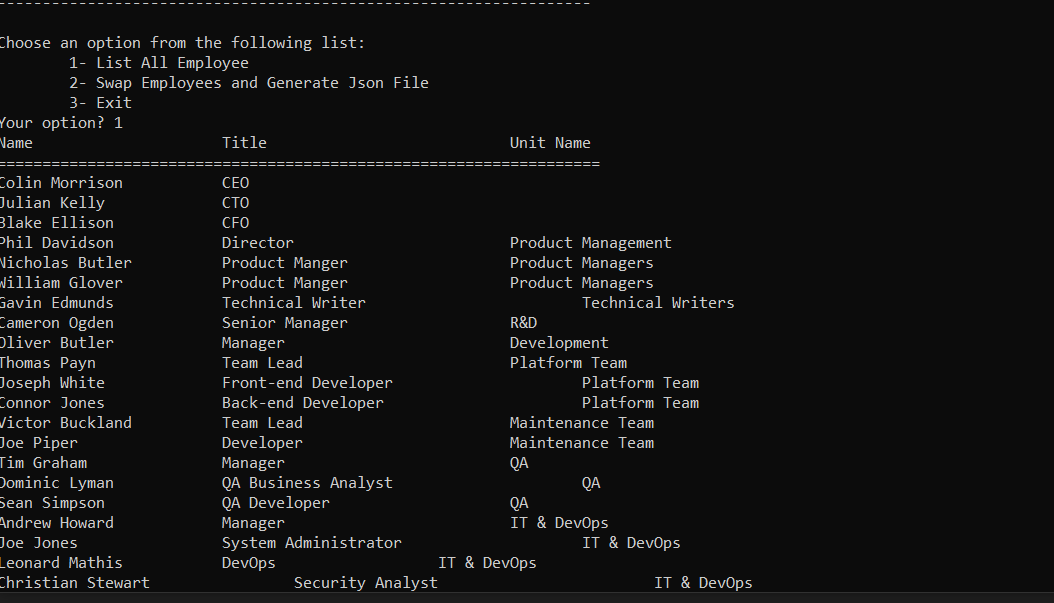 ----------------------------------------------------------------------
Choose an option from the following list:
1- List All Employee
2- Swap Employees and Generate Json File
3- Exit
Your option? 1
Name Title Unit Name
===================================================================
Colin Morrison CEO
Julian Kelly CTO
Blake Ellison CFO
Phil Davidson Director Product Management
Nicholas Butler Product Manger Product Managers
William Glover Product Manger Product Managers
Gavin Edmunds Technical Writer Technical Writers
Cameron Ogden Senior Manager R&D
Oliver Butler Manager Development
Thomas Payn Team Lead Platform Team
Joseph White Front-end Developer Platform Team
Connor Jones Back-end Developer Platform Team
Victor Buckland Team Lead Maintenance Team
Joe Piper Developer Maintenance Team
Tim Graham Manager QA
Dominic Lyman QA Business Analyst QA
Sean Simpson QA Developer QA
Andrew Howard Manager IT & DevOps
Joe Jones System Administrator IT & DevOps
Leonard Mathis DevOps IT & DevOps
Christian Stewart Security Analyst IT & DevOps